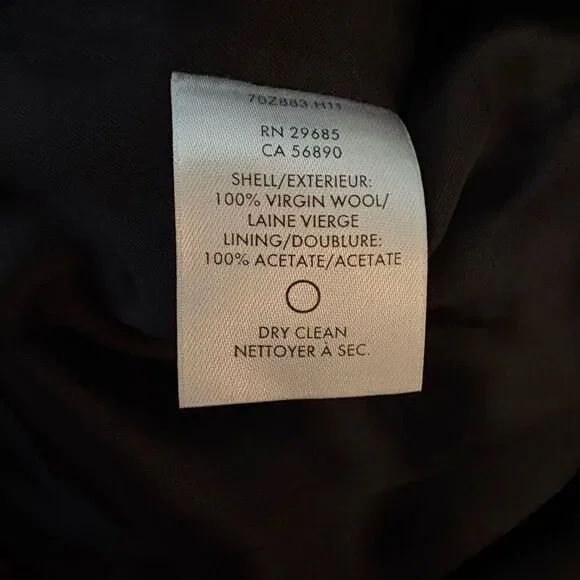 70Z883.H11
RN 29685
CA 56890
SHELL/EXTERIEUR:
100% VIRGIN WOOL/
LAINE VIERGE
LINING/DOUBLURE:
100% ACETATE/ACETATE
DRY CLEAN
NETTOYER À SEC.